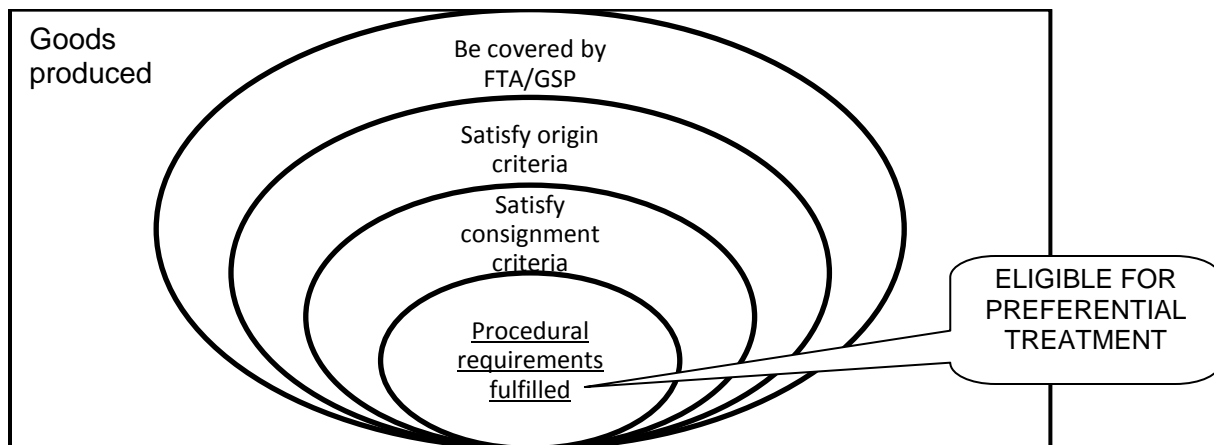 Goods
produced
Be covered by
FTA/GSP
Satisfy origin
criteria
Satisfy
consignment
criteria
Procedural
requirements
fulfilled
ELIGIBLE FOR
PREFERENTIAL
TREATMENT